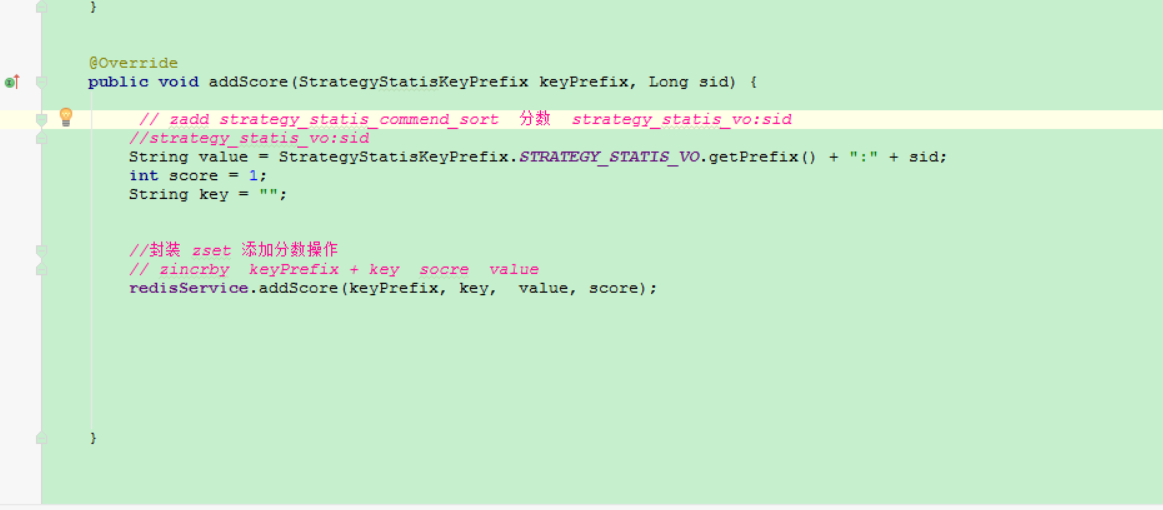 }
@Override
public void addScore(StrategyStatisKeyPrefix keyPrefix, Long sid) {
// zadd strategy_statis_commend_sort 分数 strategy_statis_vo:sid
//strategy_statis_vo:sid
String value = StrategyStatisKeyPrefix.STRATEGY_STATIS_VO.getPrefix() + ":" + sid;
int score = 1;
String key = "";
//封装 zset 添加分数操作
// zincrby keyPrefix + key socre value
redisService.addScore(keyPrefix, key, value, score);
}